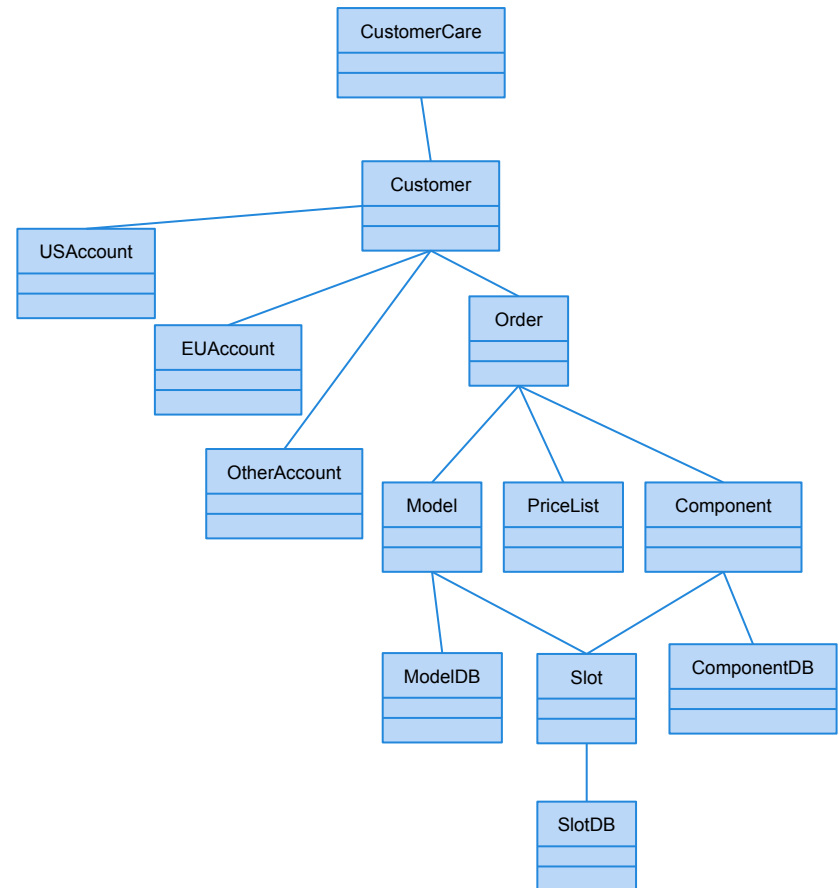 CustomerCare
Customer
USAccount
Order
EUAccount
OtherAccount
Model
PriceList
Component
ModelDB
Slot
ComponentDB
SlotDB